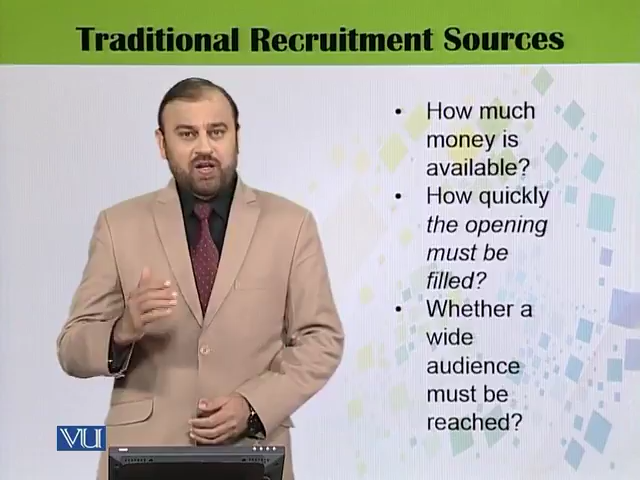 Traditional Recruitment Sources
• How much
money is
available?
• How quickly
the opening
must be
filled?
• Whether a
wide
audience
must be
reached?
VU